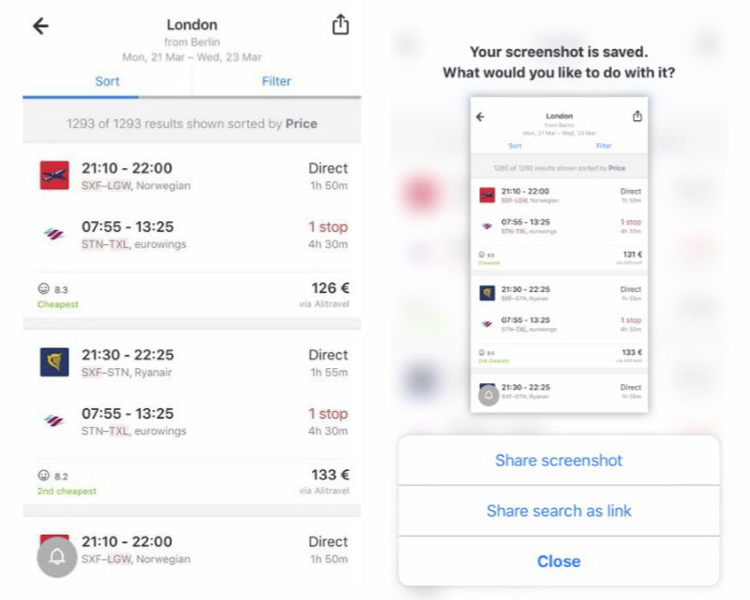 London
from Berlin
Mon, 21 Mar – Wed, 23 Mar
Sort Filter
1293 of 1293 results shown sorted by Price
21:10 - 22:00 Direct
SXF–LGW, Norwegian 1h 50m
07:55 - 13:25 1 stop
STN–TXL, eurowings 4h 30m
8.3 126 €
Cheapest via Alitravel
21:30 - 22:25 Direct
SXF–STN, Ryanair 1h 55m
07:55 - 13:25 1 stop
STN–TXL, eurowings 4h 30m
8.2 133 €
2nd cheapest via Alitravel
21:10 - 22:00 Direct
SXF–LGW, Norwegian 1h 50m
Your screenshot is saved.
What would you like to do with it?
London
from Berlin
Mon, 21 Mar – Wed, 23 Mar
Sort Filter
1280 of 1280 results shown sorted by Price
21:10 - 22:00 Direct
SXF–LGW, Norwegian 1h 50m
07:55 - 13:25 1 stop
STN–TXL, eurowings 4h 30m
131 €
Cheapest via Alitravel
21:30 - 22:25 Direct
SXF–STN, Ryanair 1h 55m
07:55 - 13:25 1 stop
STN–TXL, eurowings 4h 30m
133 €
2nd cheapest via Alitravel
21:30 - 22:25 Direct
SXF–STN, Ryanair 1h 55m
Share screenshot
Share search as link
Close